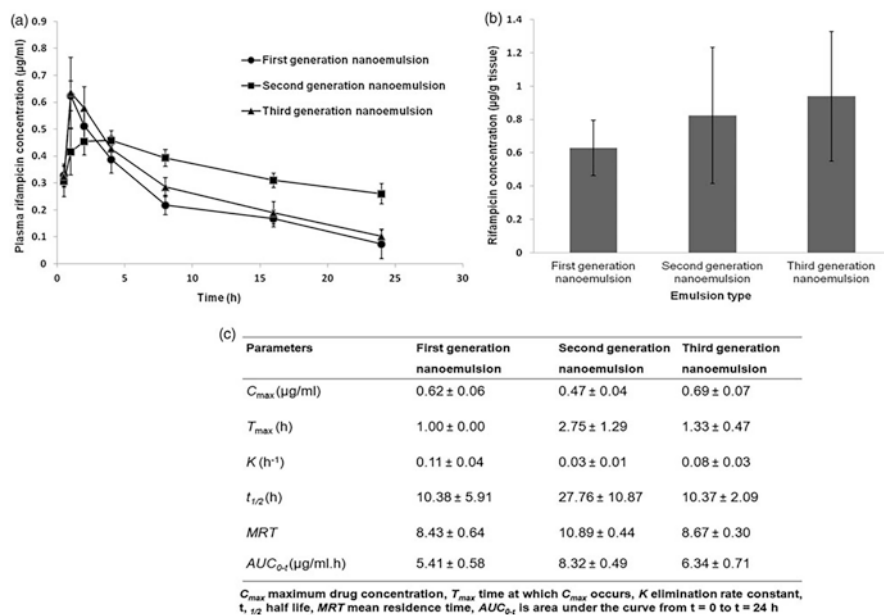 (a)
Plasma rifampicin concentration (µg/ml)
0.9
0.8
0.7
0.6
0.5
0.4
0.3
0.2
0.1
0
0
5
10
15
20
25
30
Time (h)
First generation nanoemulsion
Second generation nanoemulsion
Third generation nanoemulsion
(b)
Rifampicin concentration (µg/g tissue)
1.4
1.2
1
0.8
0.6
0.4
0.2
0
First generation
nanoemulsion
Second generation
nanoemulsion
Third generation
nanoemulsion
Emulsion type
(c)
Parameters First generation Second generation Third generation
nanoemulsion nanoemulsion nanoemulsion
Cmax (µg/ml) 0.62 ± 0.06 0.47 ± 0.04 0.69 ± 0.07
Tmax (h) 1.00 ± 0.00 2.75 ± 1.29 1.33 ± 0.47
K (h-1) 0.11 ± 0.04 0.03 ± 0.01 0.08 ± 0.03
t1/2 (h) 10.38 ± 5.91 27.76 ± 10.87 10.37 ± 2.09
MRT 8.43 ± 0.64 10.89 ± 0.44 8.67 ± 0.30
AUC0-t (µg/ml.h) 5.41 ± 0.58 8.32 ± 0.49 6.34 ± 0.71
Cmax maximum drug concentration, Tmax time at which Cmax occurs, K elimination rate constant,
t, 1/2 half life, MRT mean residence time, AUC0-t is area under the curve from t = 0 to t = 24 h